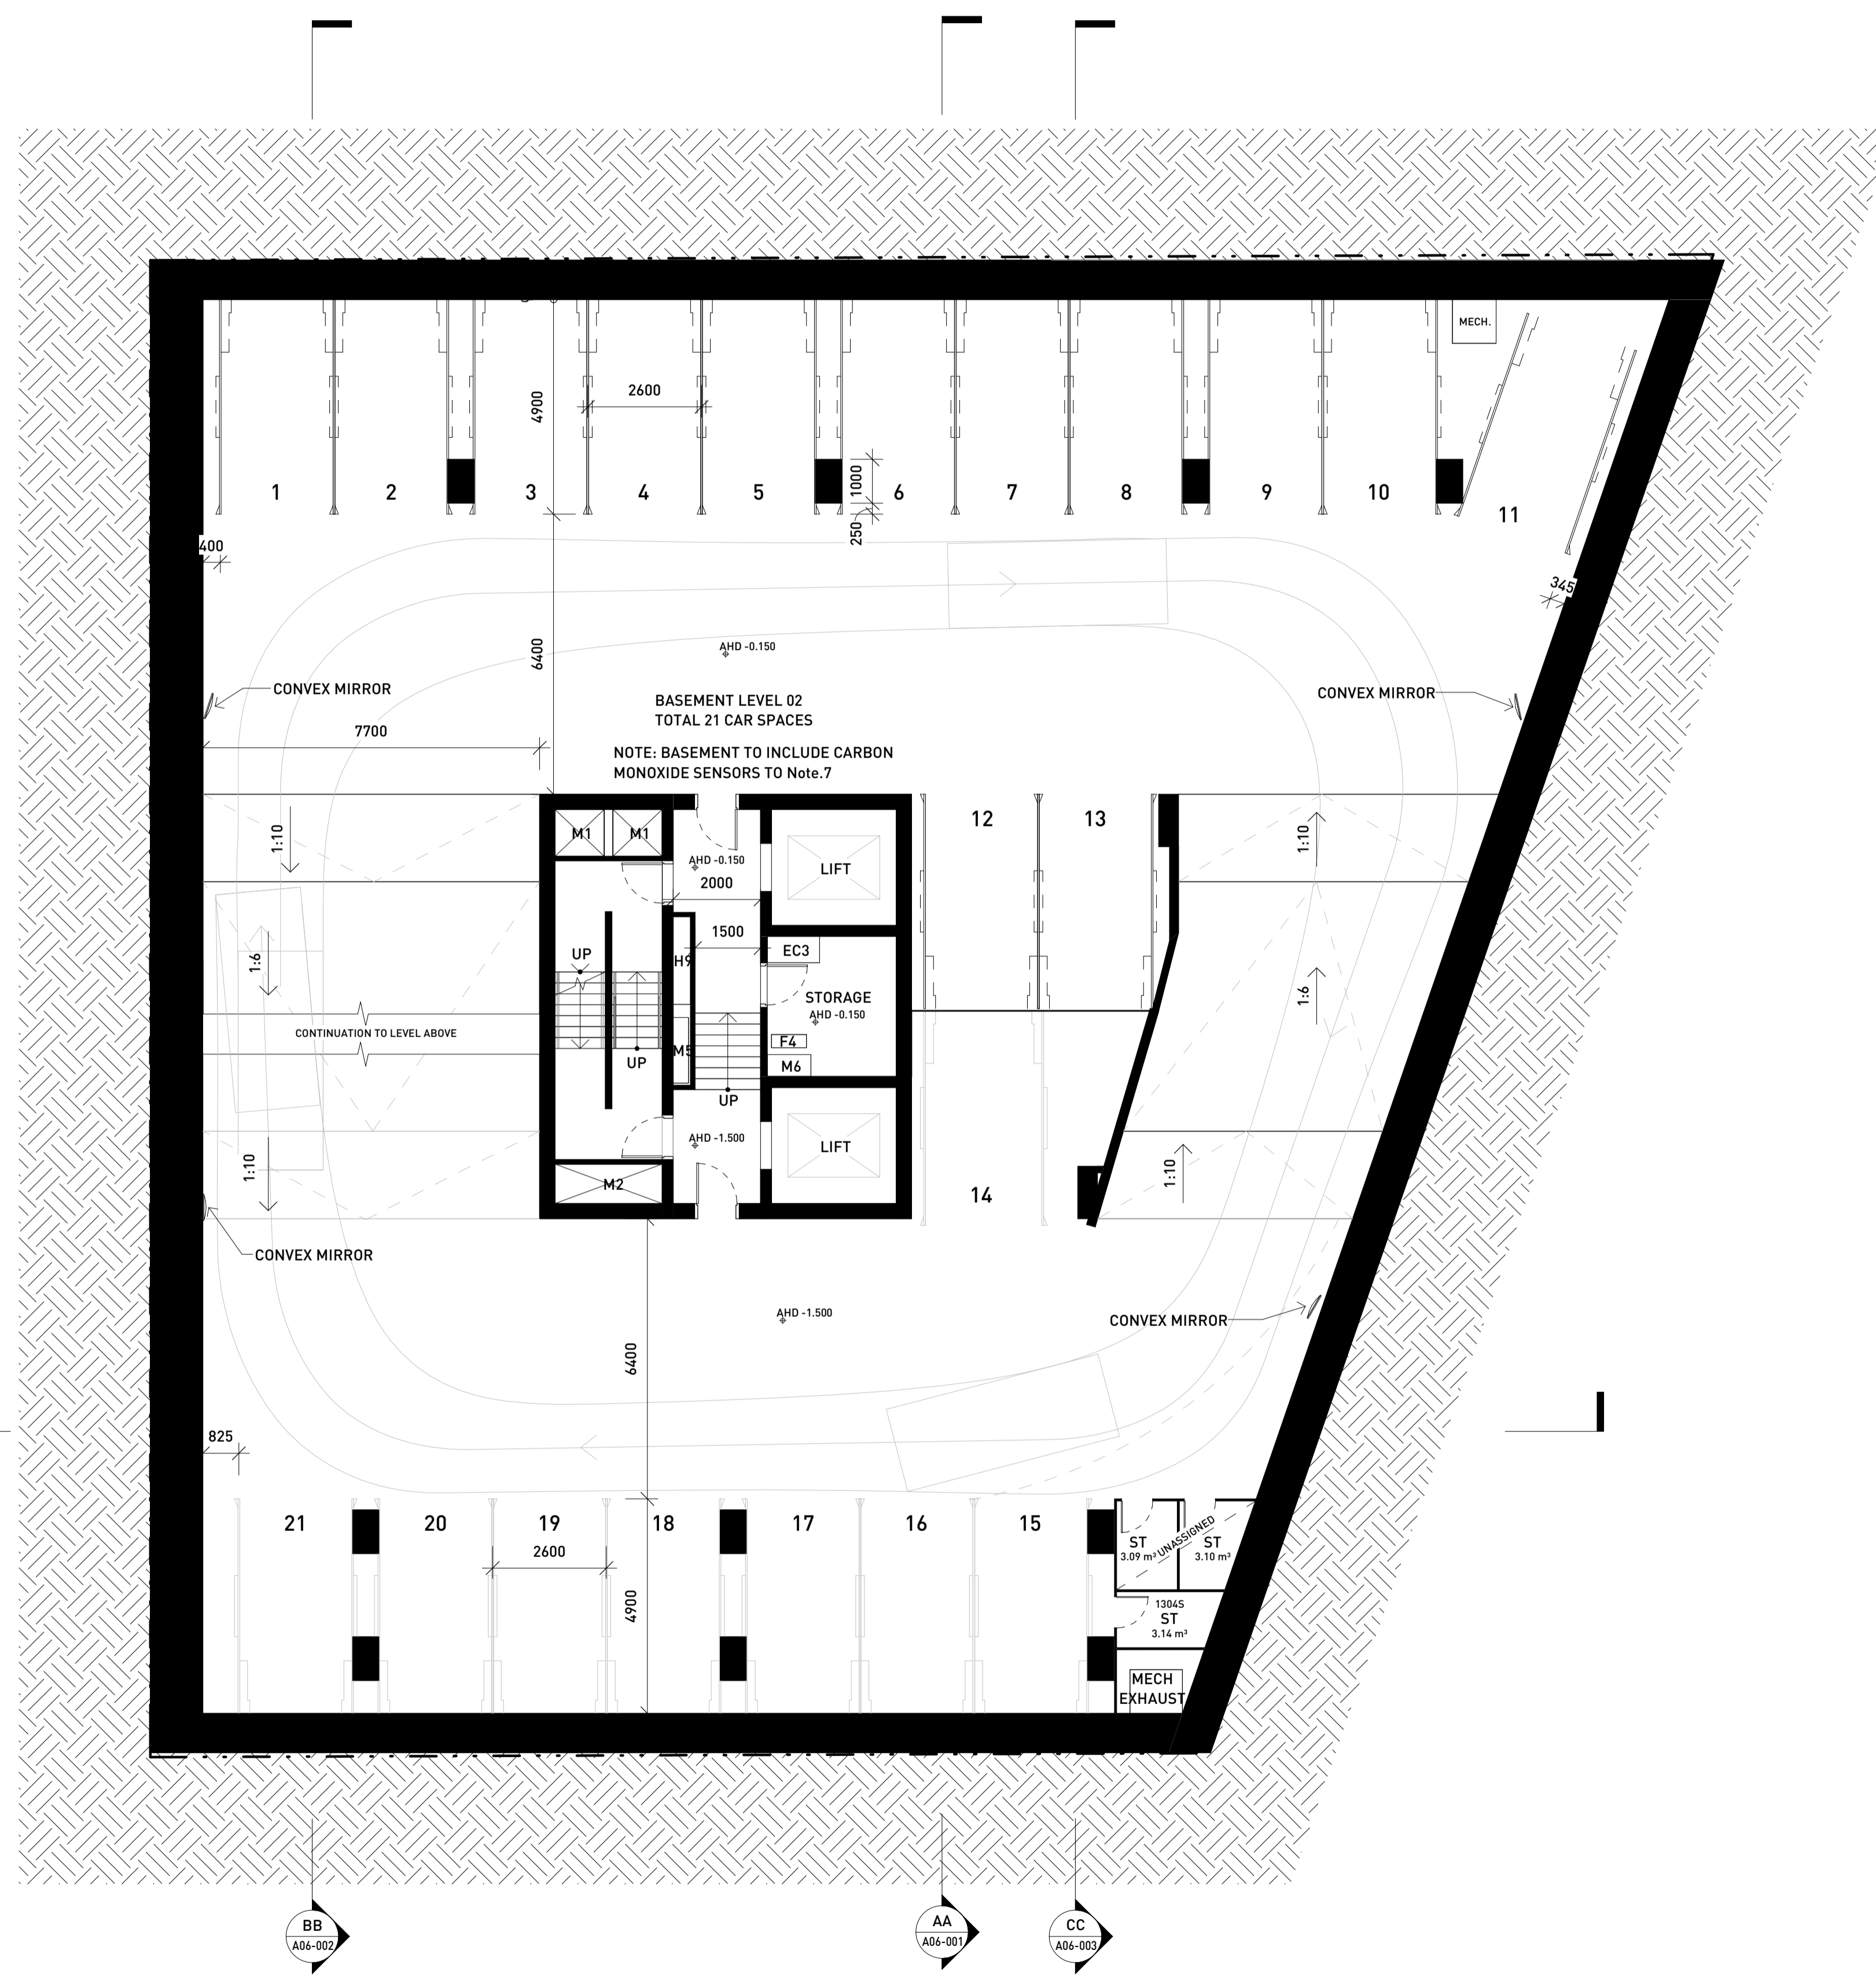 MECH.
2600
4900
1000
250
1
2
3
4
5
6
7
8
9
10
11
400
345
6400
AHD -0.150
CONVEX MIRROR
CONVEX MIRROR
7700
BASEMENT LEVEL 02
TOTAL 21 CAR SPACES
NOTE: BASEMENT TO INCLUDE CARBON
MONOXIDE SENSORS TO Note.7
1:10
M1
M1
AHD -0.150
2000
LIFT
12
13
1:10
1:6
UP
H9
1500
EC3
STORAGE
AHD -0.150
1:6
CONTINUATION TO LEVEL ABOVE
UP
M5
F4
M6
UP
1:10
AHD -1.500
LIFT
M2
14
1:10
CONVEX MIRROR
AHD -1.500
CONVEX MIRROR
6400
825
21
20
19
18
17
16
15
2600
4900
ST
3.09 m³
UNASSIGNED
ST
3.10 m³
1304S
ST
3.14 m³
MECH
EXHAUST
BB
A06-002
AA
A06-001
CC
A06-003